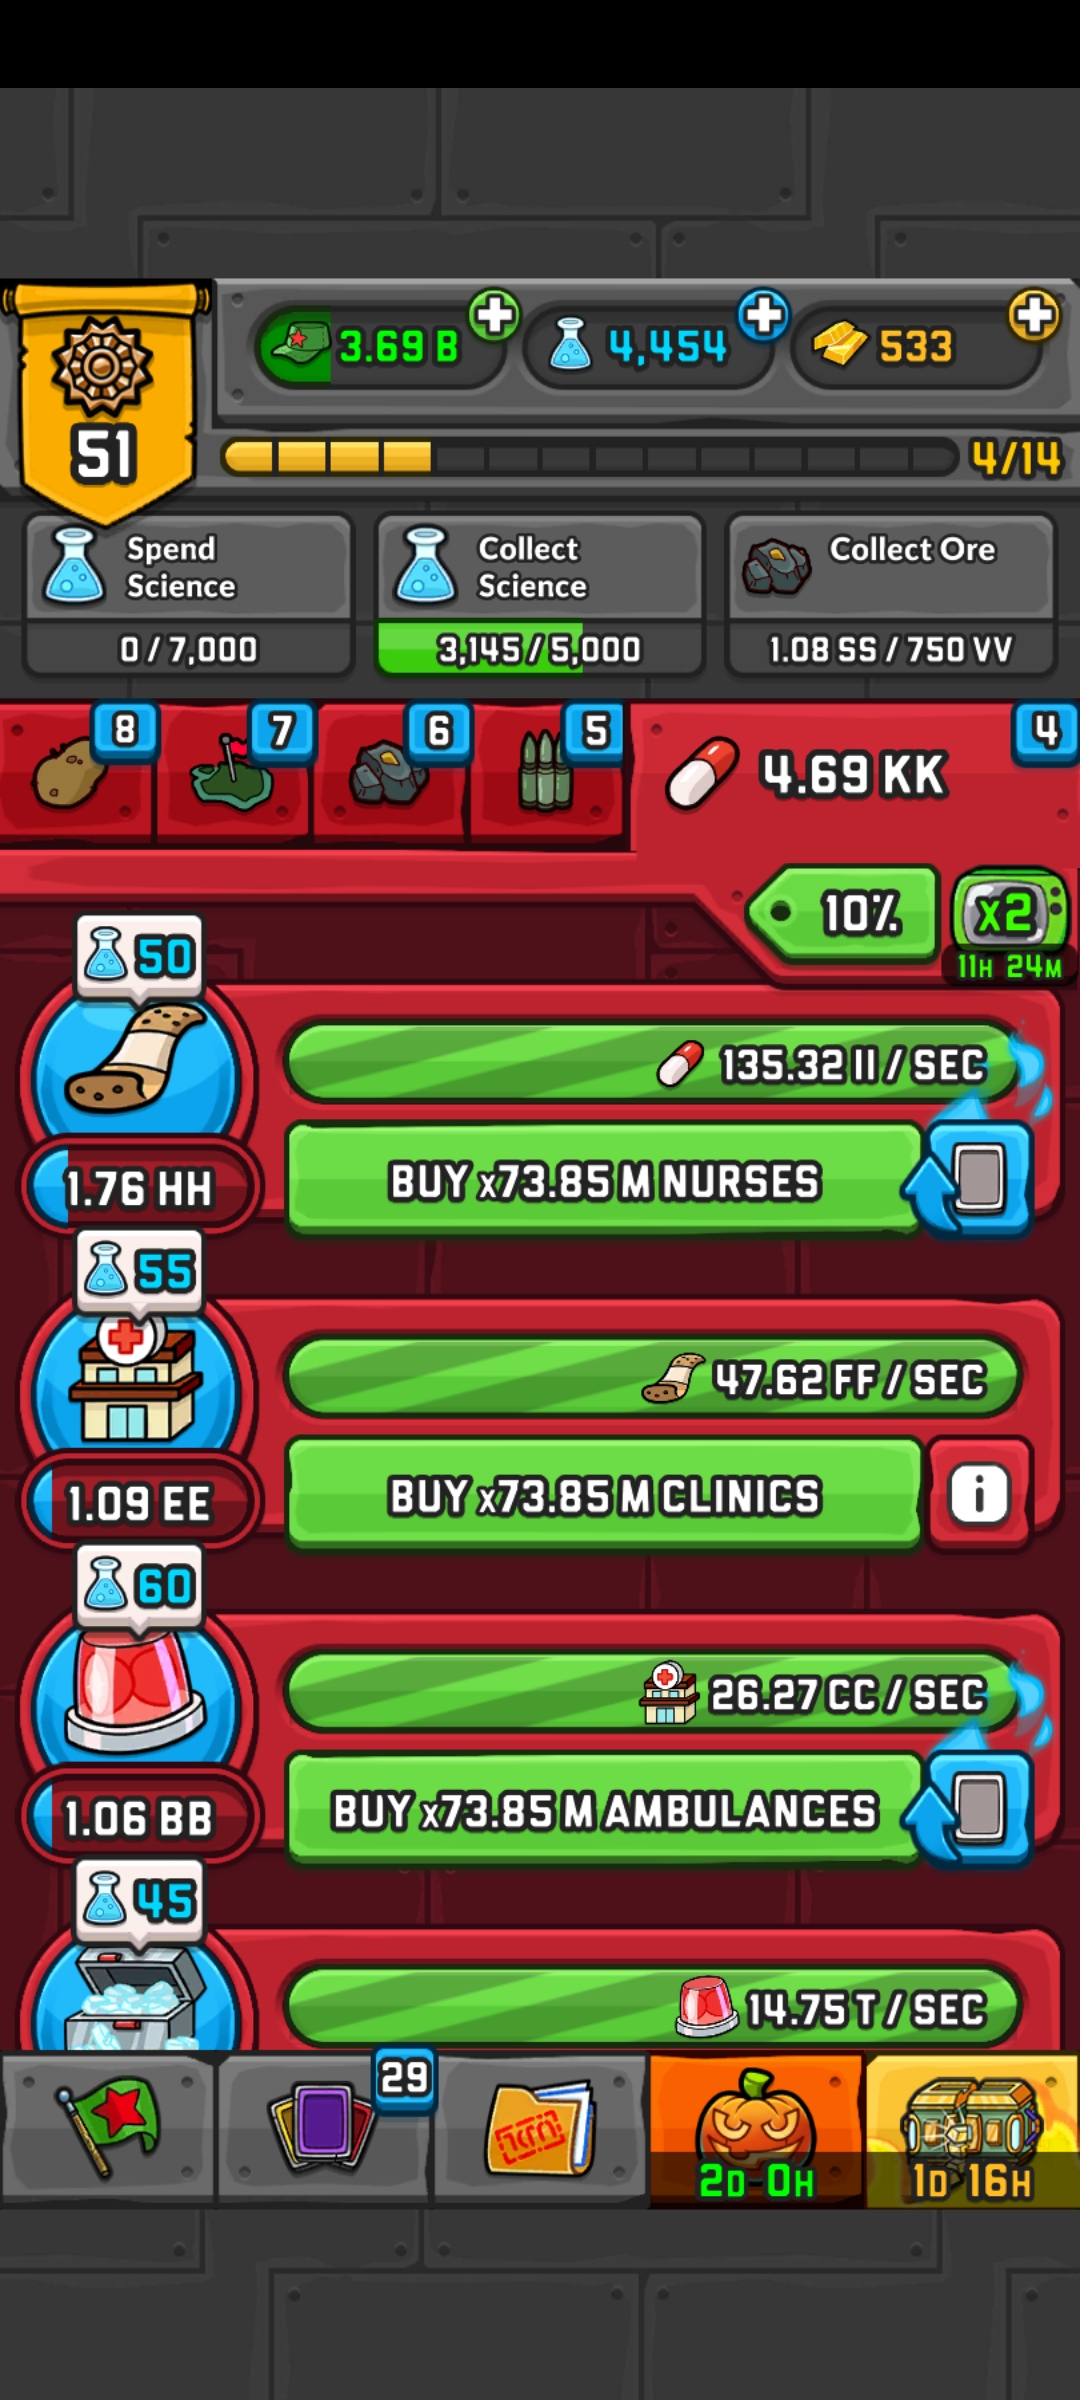 3.69 B
4,454
533
51
4/14
Spend
Science
0 / 7,000
Collect
Science
3,145 / 5,000
Collect Ore
1.08 SS / 750 VV
8
7
6
5
4
4.69 KK
10%
x2
11H 24M
50
135.32 II / SEC
1.76 HH
BUY x73.85 M NURSES
55
47.62 FF / SEC
1.09 EE
BUY x73.85 M CLINICS
i
60
26.27 CC / SEC
1.06 BB
BUY x73.85 M AMBULANCES
45
14.75 T / SEC
29
2D 0H
1D 16H